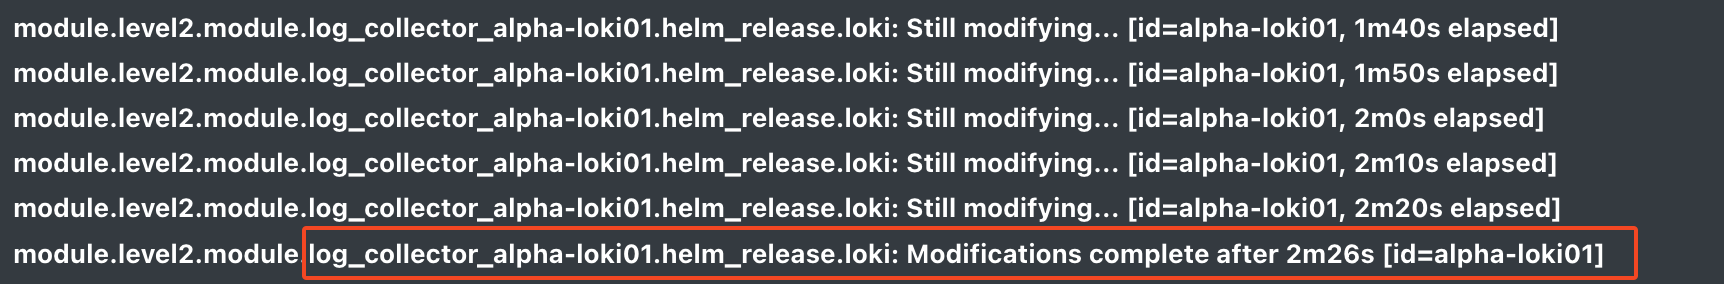 module.level2.module.log_collector_alpha-loki01.helm_release.loki: Still modifying... [id=alpha-loki01, 1m40s elapsed]
module.level2.module.log_collector_alpha-loki01.helm_release.loki: Still modifying... [id=alpha-loki01, 1m50s elapsed]
module.level2.module.log_collector_alpha-loki01.helm_release.loki: Still modifying... [id=alpha-loki01, 2m0s elapsed]
module.level2.module.log_collector_alpha-loki01.helm_release.loki: Still modifying... [id=alpha-loki01, 2m10s elapsed]
module.level2.module.log_collector_alpha-loki01.helm_release.loki: Still modifying... [id=alpha-loki01, 2m20s elapsed]
module.level2.module.log_collector_alpha-loki01.helm_release.loki: Modifications complete after 2m26s [id=alpha-loki01]